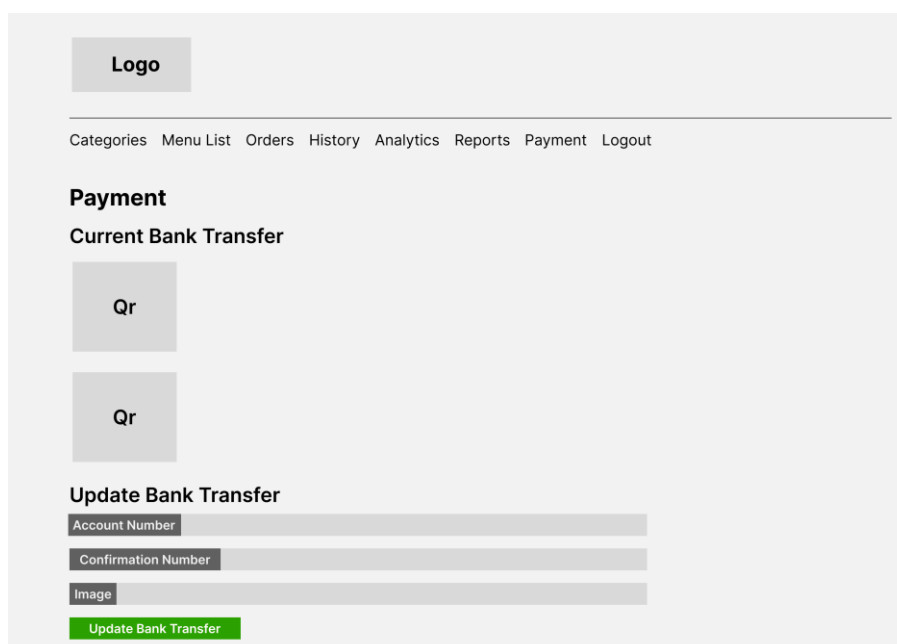 Logo
Categories Menu List Orders History Analytics Reports Payment Logout
Payment
Current Bank Transfer
Qr
Qr
Update Bank Transfer
Account Number
Confirmation Number
Image
Update Bank Transfer